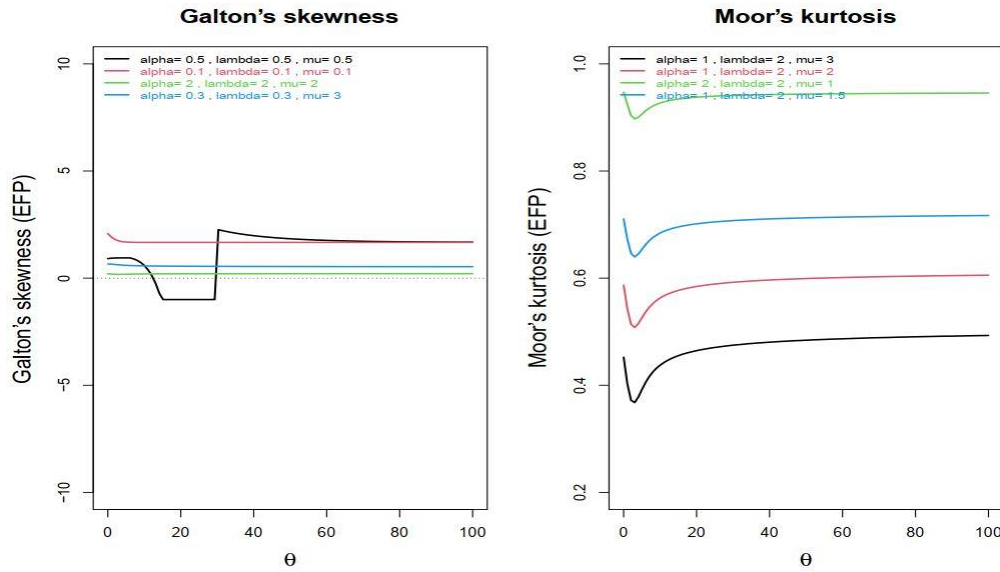 Galton's skewness
Galton's skewness (EFP)
10
5
0
−5
−10
alpha= 0.5 , lambda= 0.5 , mu= 0.5
alpha= 0.1 , lambda= 0.1 , mu= 0.1
alpha= 2 , lambda= 2 , mu= 2
alpha= 0.3 , lambda= 0.3 , mu= 3
0 20 40 60 80 100
θ
Moor's kurtosis
Moor's kurtosis (EFP)
1.0
0.8
0.6
0.4
0.2
alpha= 1 , lambda= 2 , mu= 3
alpha= 1 , lambda= 2 , mu= 2
alpha= 2 , lambda= 2 , mu= 1
alpha= 1 , lambda= 2 , mu= 1.5
0 20 40 60 80 100
θ